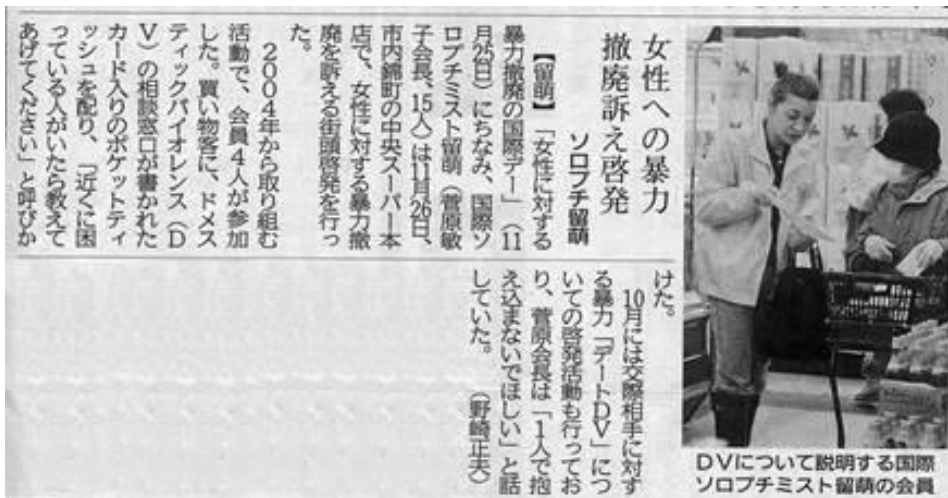 女性への暴力
撤廃訴え啓発
ソロプチ留萌
【留萌】「女性に対する
暴力撤廃の国際デー」(11
月25日)にちなみ、国際ソ
ロプチミスト留萌(菅原敏
子会長、15人)は11月26日、
市内錦町の中央スーパー本
店で、女性に対する暴力撤
廃を訴える街頭啓発を行っ
た。
2004年から取り組む
活動で、会員4人が参加
した。買い物客に、ドメス
ティックバイオレンス(D
V)の相談窓口が書かれた
カード入りのポケットティ
ッシュを配り、「近くに困
っている人がいたら教えて
あげてください」と呼びか
けた。
10月には交際相手に対す
る暴力「デートDV」につ
いての啓発活動も行ってお
り、菅原会長は「1人で抱
え込まないでほしい」と話
していた。(野崎正夫)
DVについて説明する国際
ソロプチミスト留萌の会員